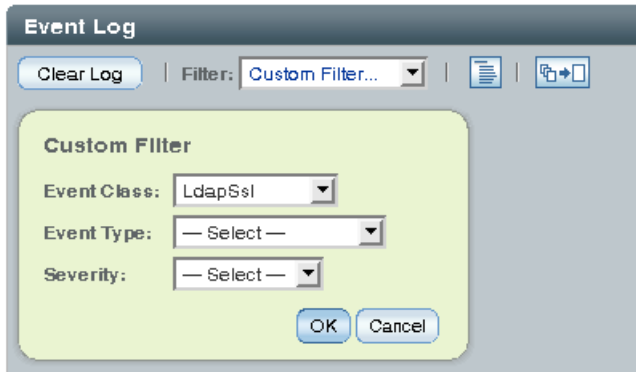 Event Log
Clear Log | Filter: Custom Filter... | |
Custom Filter
Event Class: LdapSsl
Event Type: — Select —
Severity: — Select —
OK Cancel